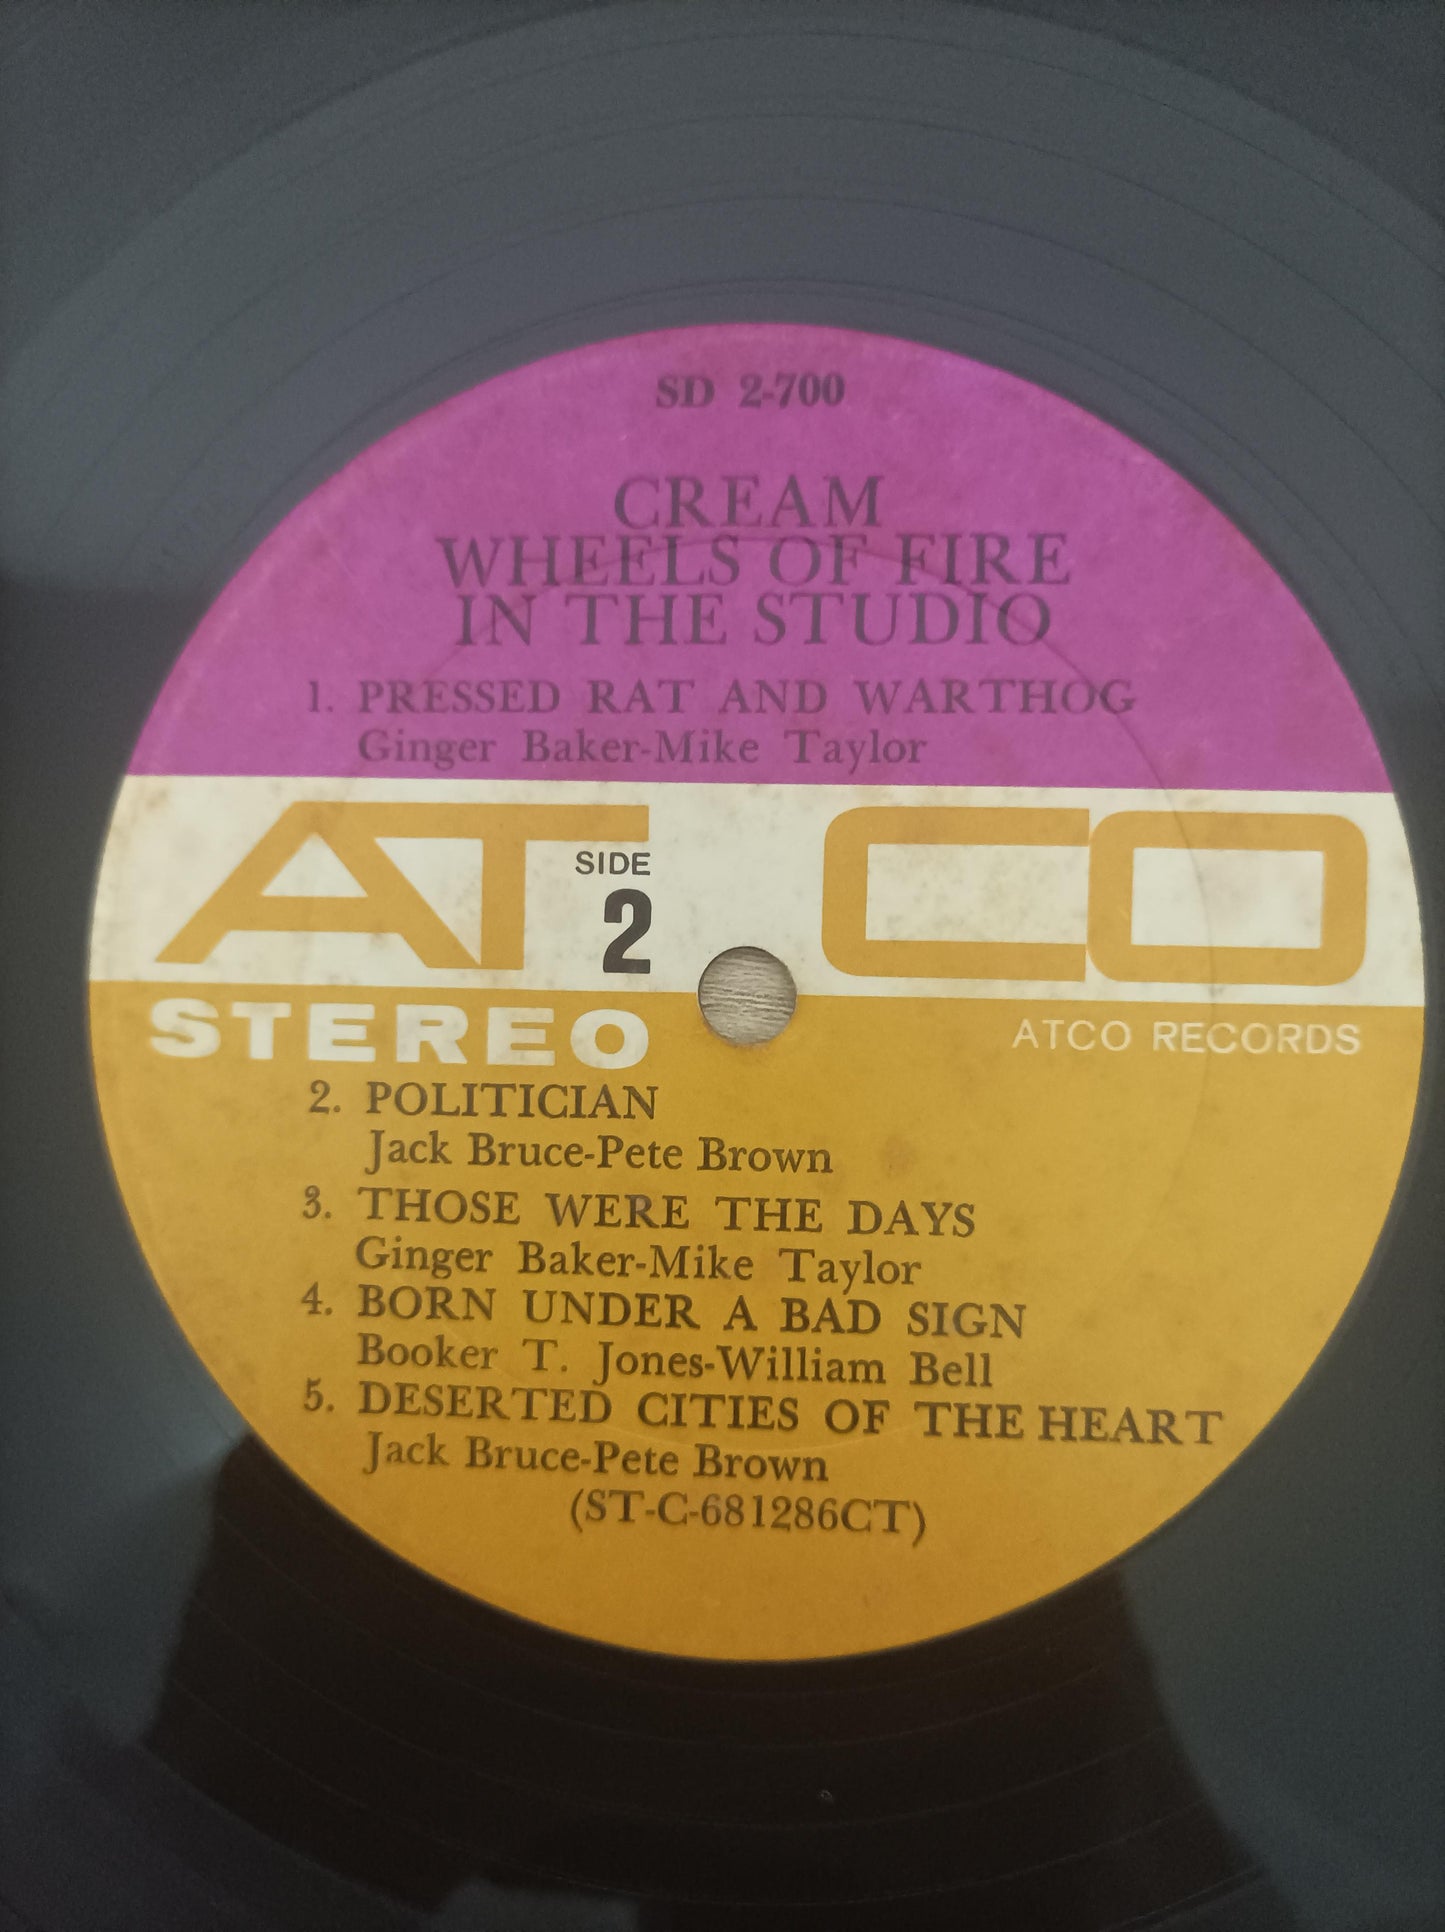 SD 2-700
CREAM
WHEELS OF FIRE
IN THE STUDIO
1. PRESSED RAT AND WARTHOG
Ginger Baker-Mike Taylor
ATCO
SIDE
2
STEREO
ATCO RECORDS
2. POLITICIAN
Jack Bruce-Pete Brown
3. THOSE WERE THE DAYS
Ginger Baker-Mike Taylor
4. BORN UNDER A BAD SIGN
Booker T. Jones-William Bell
5. DESERTED CITIES OF THE HEART
Jack Bruce-Pete Brown
(ST-C-681286CT)